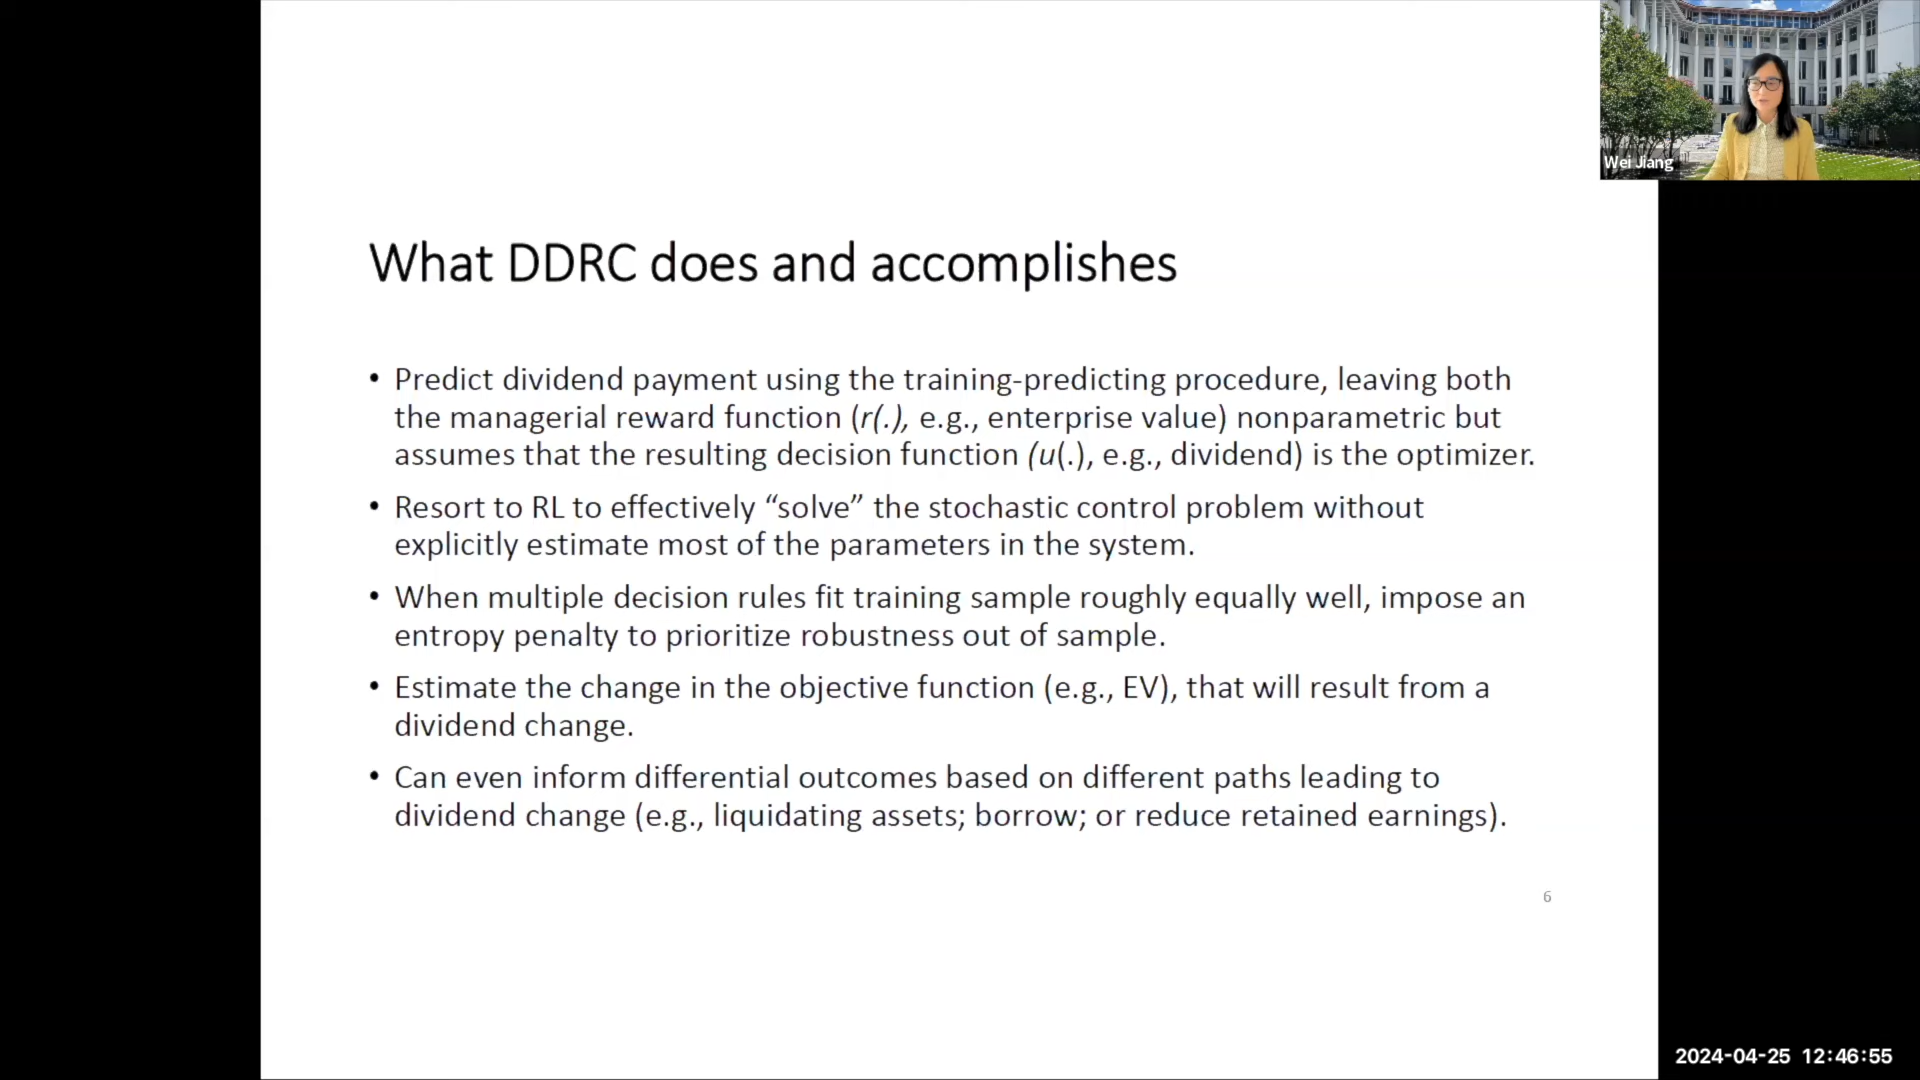 What DDRC does and accomplishes
• Predict dividend payment using the training-predicting procedure, leaving both
the managerial reward function (r(.), e.g., enterprise value) nonparametric but
assumes that the resulting decision function (u(.), e.g., dividend) is the optimizer.
• Resort to RL to effectively “solve” the stochastic control problem without
explicitly estimate most of the parameters in the system.
• When multiple decision rules fit training sample roughly equally well, impose an
entropy penalty to prioritize robustness out of sample.
• Estimate the change in the objective function (e.g., EV), that will result from a
dividend change.
• Can even inform differential outcomes based on different paths leading to
dividend change (e.g., liquidating assets; borrow; or reduce retained earnings).
6
Wei Jiang
2024-04-25 12:46:55